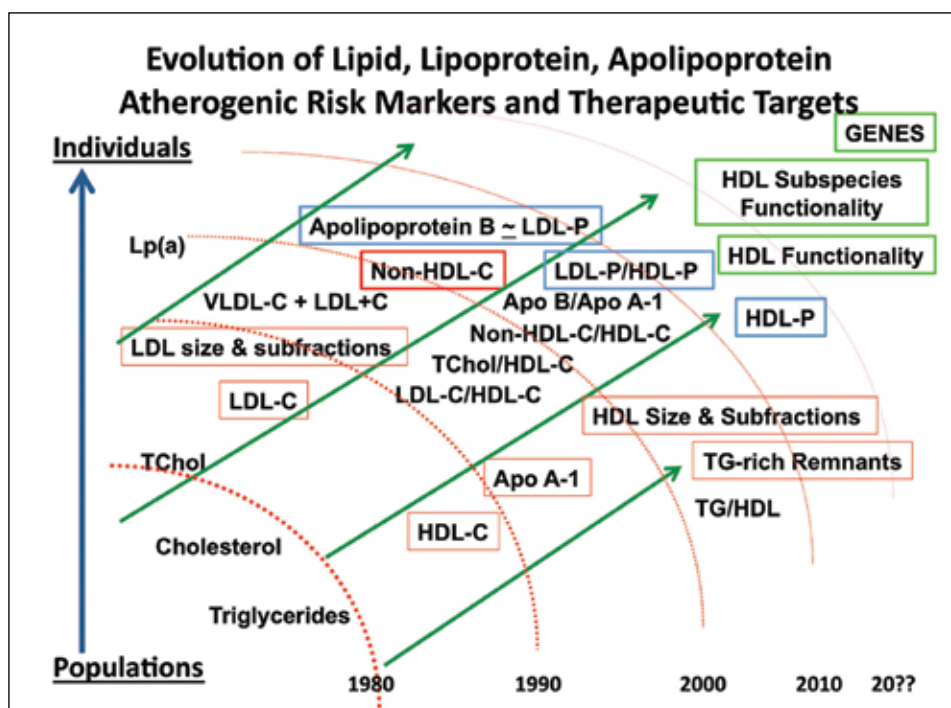 Evolution of Lipid, Lipoprotein, Apolipoprotein
Atherogenic Risk Markers and Therapeutic Targets
GENES
Individuals
HDL Subspecies
Functionality
Apolipoprotein B ~ LDL-P
Lp(a)
HDL Functionality
Non-HDL-C
LDL-P/HDL-P
VLDL-C + LDL+C
Apo B/Apo A-1
HDL-P
Non-HDL-C/HDL-C
LDL size & subfractions
TChol/HDL-C
LDL-C
LDL-C/HDL-C
HDL Size & Subfractions
TChol
TG-rich Remnants
Apo A-1
TG/HDL
HDL-C
Cholesterol
Triglycerides
Populations
1980
1990
2000
2010
20??